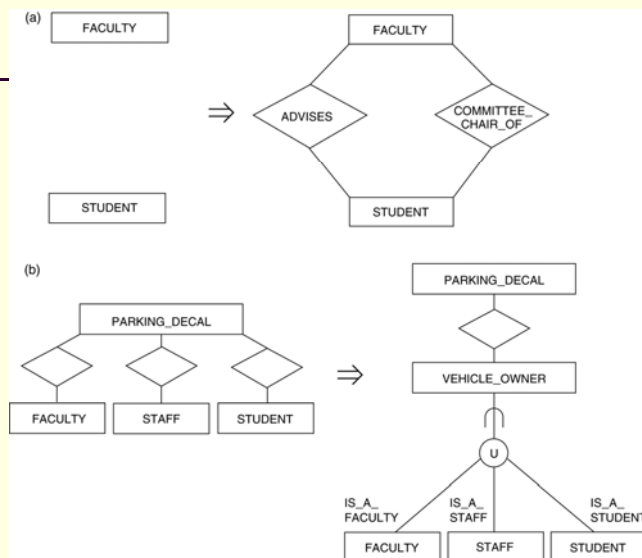 (a)
FACULTY
STUDENT
⇒
FACULTY
ADVISES
COMMITTEE_
CHAIR_OF
STUDENT
(b)
PARKING_DECAL
FACULTY
STAFF
STUDENT
⇒
PARKING_DECAL
VEHICLE_OWNER
U
IS_A_
FACULTY
IS_A_
STAFF
IS_A_
STUDENT
FACULTY
STAFF
STUDENT